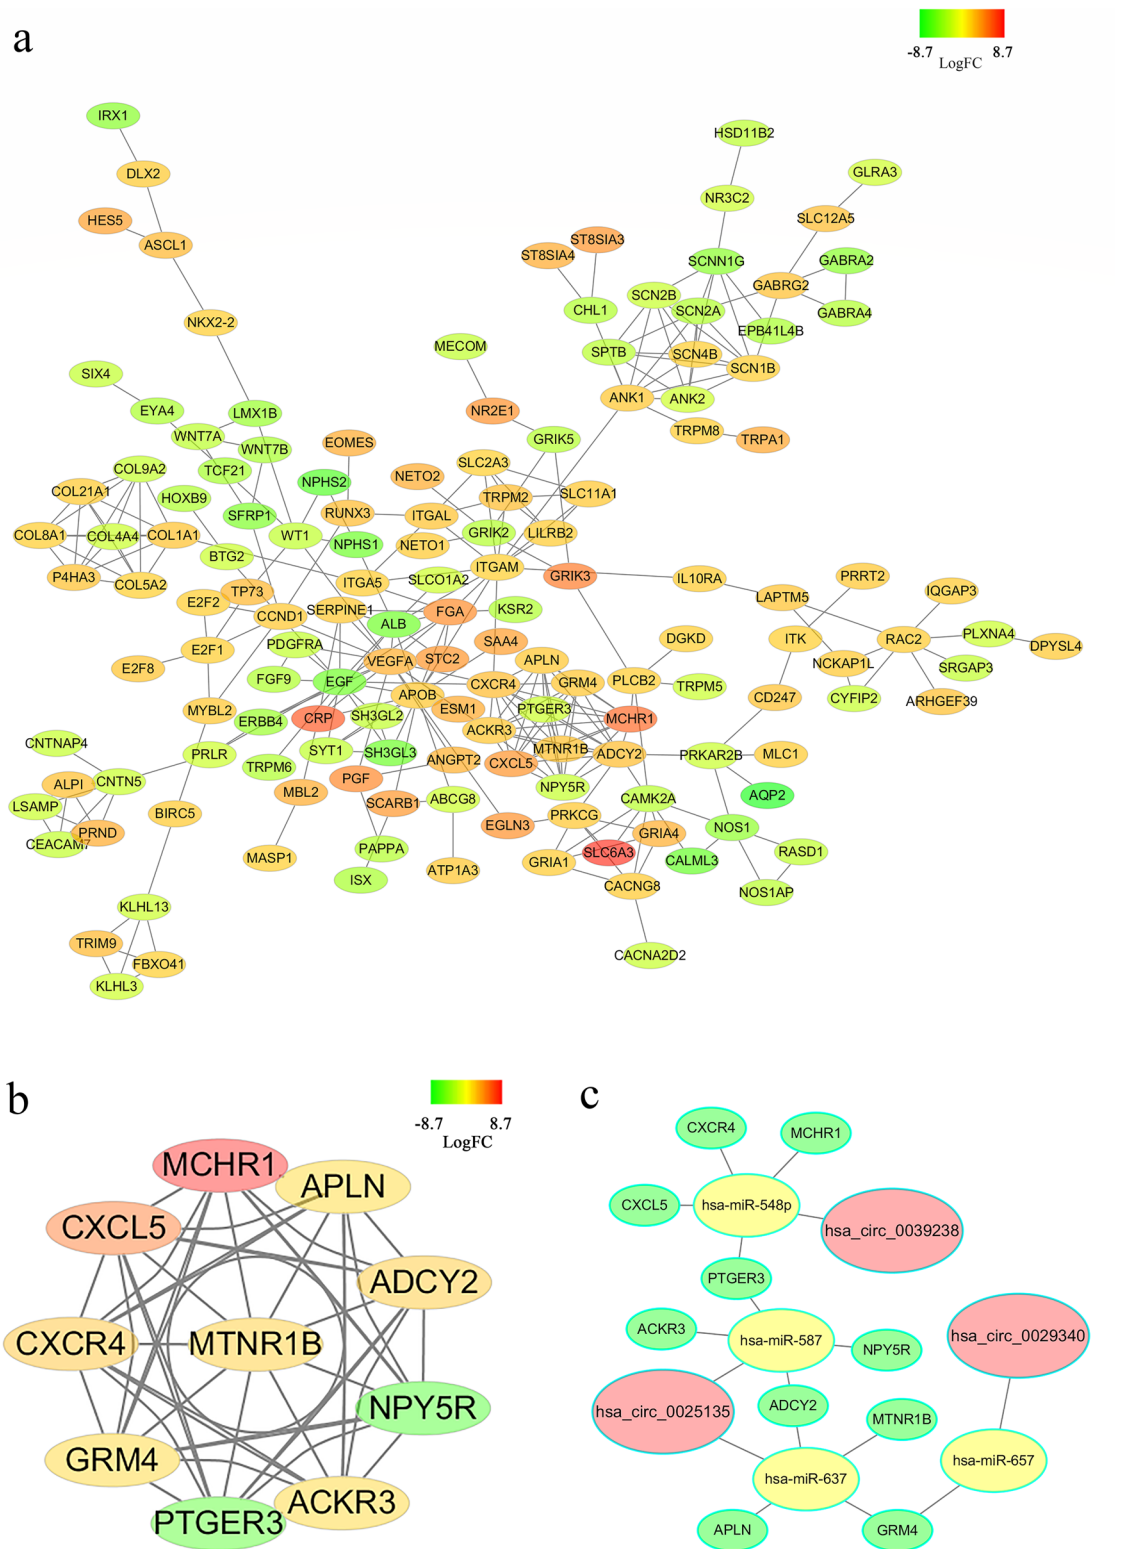 a
-8.7 8.7
LogFC
IRX1
HSD11B2
DLX2
GLRA3
NR3C2
HES5
SLC12A5
ASCL1
ST8SIA3
ST8SIA4
SCNN1G
GABRA2
GABRG2
SCN2B
CHL1
SCN2A
GABRA4
NKX2-2
EPB41L4B
MECOM
SPTB
SCN4B
SCN1B
SIX4
ANK1
ANK2
EYA4
LMX1B
NR2E1
TRPM8
TRPA1
WNT7A
EOMES
GRIK5
WNT7B
COL9A2
TCF21
SLC2A3
NETO2
NPHS2
COL21A1
HOXB9
TRPM2
SLC11A1
SFRP1
RUNX3
ITGAL
COL8A1
COL4A4
COL1A1
WT1
GRIK2
LILRB2
NPHS1
NETO1
BTG2
P4HA3
COL5A2
ITGA5
SLCO1A2
ITGAM
GRIK3
IL10RA
PRRT2
TP73
LAPTM5
IQGAP3
E2F2
CCND1
SERPINE1
FGA
KSR2
ALB
PLXNA4
DPYSL4
ITK
RAC2
DGKD
E2F1
PDGFRA
SAA4
VEGFA
STC2
APLN
NCKAP1L
SRGAP3
E2F8
FGF9
EGF
CXCR4
GRM4
PLCB2
TRPM5
APOB
CD247
CYFIP2
ARHGEF39
MYBL2
ERBB4
CRP
SH3GL2
ESM1
PTGER3
MCHR1
ACKR3
CNTNAP4
PRLR
SYT1
SH3GL3
MTNR1B
ADCY2
PRKAR2B
MLC1
TRPM6
ANGPT2
CXCL5
ALPI
CNTN5
PGF
NPY5R
LSAMP
MBL2
SCARB1
ABCG8
CAMK2A
AQP2
BIRC5
PRKCG
PRND
EGLN3
GRIA4
NOS1
CEACAM7
PAPPA
SLC6A3
RASD1
MASP1
GRIA1
CALML3
ATP1A3
ISX
CACNG8
NOS1AP
KLHL13
TRIM9
CACNA2D2
FBXO41
KLHL3
b
-8.7 8.7
LogFC
MCHR1
APLN
CXCL5
ADCY2
CXCR4
MTNR1B
NPY5R
GRM4
ACKR3
PTGER3
c
CXCR4
MCHR1
CXCL5
hsa-miR-548p
hsa_circ_0039238
PTGER3
ACKR3
hsa-miR-587
NPY5R
hsa_circ_0029340
hsa_circ_0025135
ADCY2
MTNR1B
hsa-miR-657
hsa-miR-637
APLN
GRM4